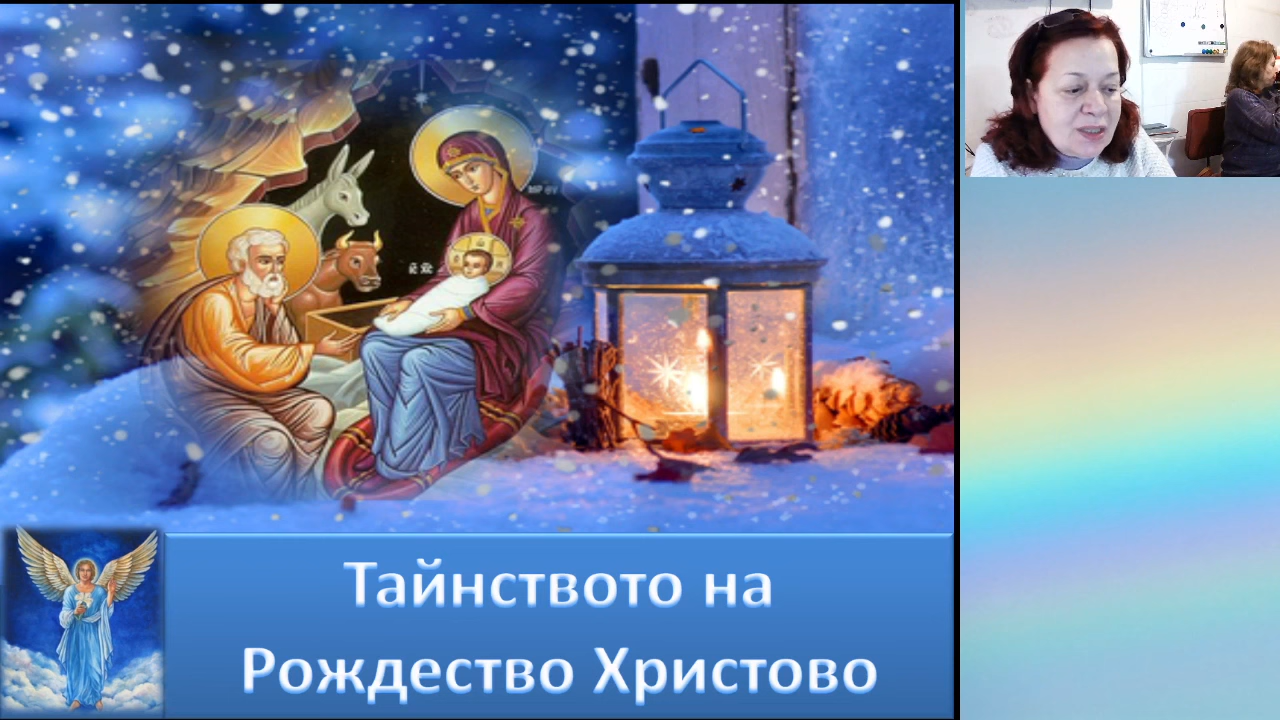 Тайнството на
Рождество Христово